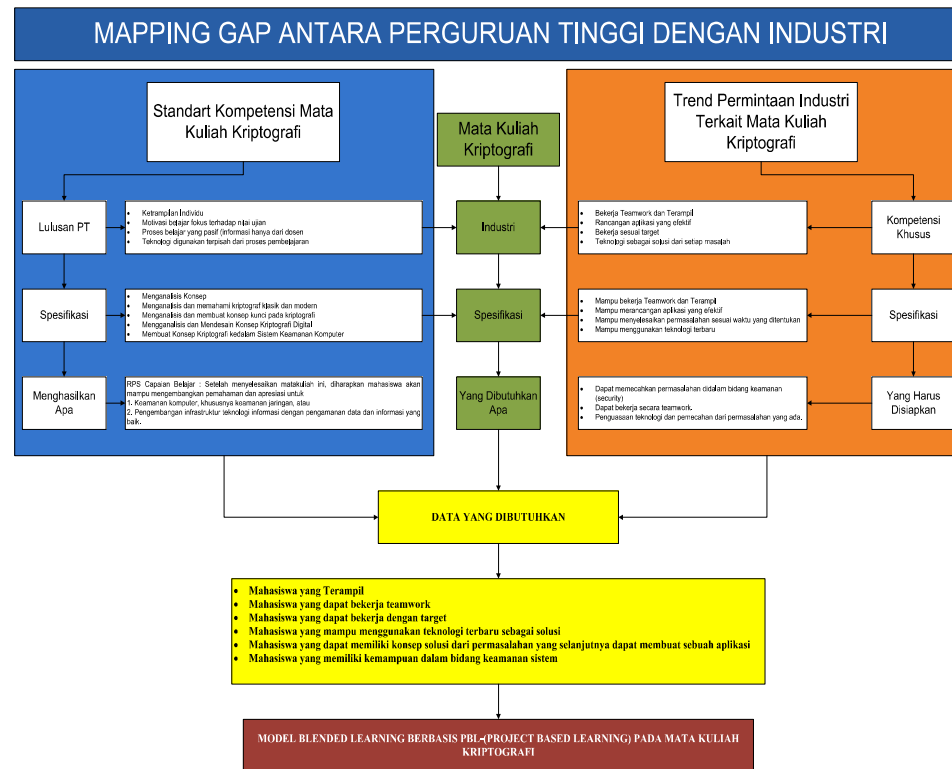 MAPPING GAP ANTARA PERGURUAN TINGGI DENGAN INDUSTRI
Standart Kompetensi Mata
Kuliah Kriptografi
Mata Kuliah
Kriptografi
Trend Permintaan Industri
Terkait Mata Kuliah
Kriptografi
Lulusan PT
• Ketrampilan Individu
• Motivasi belajar fokus terhadap nilai ujian
• Proses belajar yang pasif (informasi hanya dari dosen
• Teknologi digunakan terpisah dari proses pembelajaran
Industri
• Bekerja Teamwork dan Terampil
• Rancangan aplikasi yang efektif
• Bekerja sesuai target
• Teknologi sebagai solusi dari setiap masalah
Kompetensi
Khusus
Spesifikasi
• Menganalisis Konsep
• Menganalisis dan memahami kriptograf klasik dan modern
• Menganalisis dan membuat konsep kunci pada kriptografi
• Mengganalisis dan Mendesain Konsep Kriptografi Digital
• Membuat Konsep Kriptografi kedalam Sistem Keamanan Komputer
Spesifikasi
• Mampu bekerja Teamwork dan Terampil
• Mampu merancangan aplikasi yang efektif
• Mampu menyelesaikan permasalahan sesuai waktu yang ditentukan
• Mampu menggunakan teknologi terbaru
Spesifikasi
Menghasilkan
Apa
RPS Capaian Belajar : Setelah menyelesaikan matakuliah ini, diharapkan mahasiswa akan
mampu mengembangkan pemahaman dan apresiasi untuk
1. Keamanan komputer, khususnya keamanan jaringan, atau
2. Pengembangan infrastruktur teknologi informasi dengan pengamanan data dan informasi yang
baik.
Yang Dibutuhkan
Apa
• Dapat memecahkan permasalahan didalam bidang keamanan
(security)
• Dapat bekerja secara teamwork.
• Penguasaan teknologi dan pemecahan dari permasalahan yang ada.
Yang Harus
Disiapkan
DATA YANG DIBUTUHKAN
• Mahasiswa yang Terampil
• Mahasiswa yang dapat bekerja teamwork
• Mahasiswa yang dapat bekerja dengan target
• Mahasiswa yang mampu menggunakan teknologi terbaru sebagai solusi
• Mahasiswa yang dapat memiliki konsep solusi dari permasalahan yang selanjutnya dapat membuat sebuah aplikasi
• Mahasiswa yang memiliki kemampuan dalam bidang keamanan sistem
MODEL BLENDED LEARNING BERBASIS PBL-(PROJECT BASED LEARNING) PADA MATA KULIAH
KRIPTOGRAFI